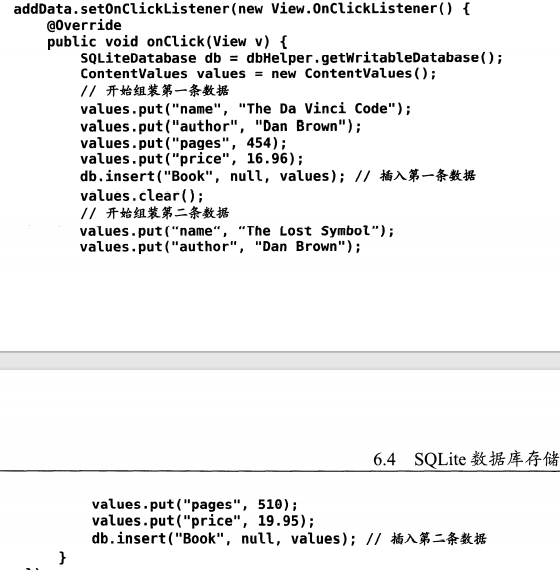 addData.setOnClickListener(new View.OnClickListener() {
    @Override
    public void onClick(View v) {
        SQLiteDatabase db = dbHelper.getWritableDatabase();
        ContentValues values = new ContentValues();
        // 开始组装第一条数据
        values.put("name", "The Da Vinci Code");
        values.put("author", "Dan Brown");
        values.put("pages", 454);
        values.put("price", 16.96);
        db.insert("Book", null, values); // 插入第一条数据
        values.clear();
        // 开始组装第二条数据
        values.put("name", "The Lost Symbol");
        values.put("author", "Dan Brown");
6.4 SQLite 数据库存储
        values.put("pages", 510);
        values.put("price", 19.95);
        db.insert("Book", null, values); // 插入第二条数据
    }